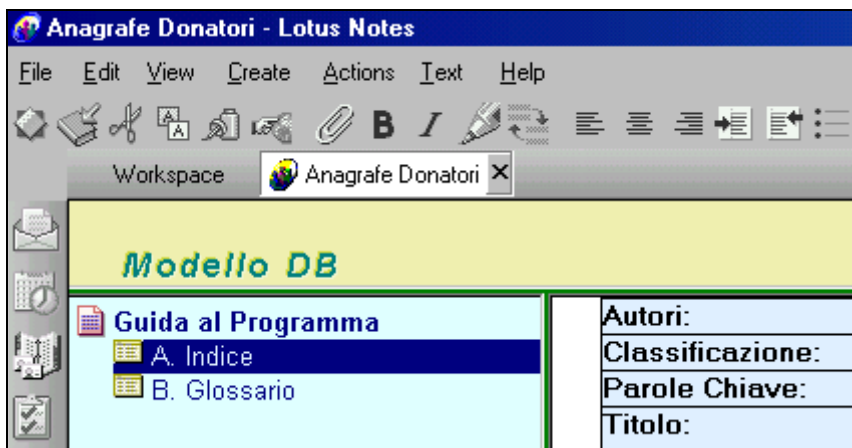 Anagrafe Donatori - Lotus Notes
File Edit View Create Actions Text Help
B I
Workspace Anagrafe Donatori
Modello DB
Guida al Programma
A. Indice
B. Glossario
Autori:
Classificazione:
Parole Chiave:
Titolo: